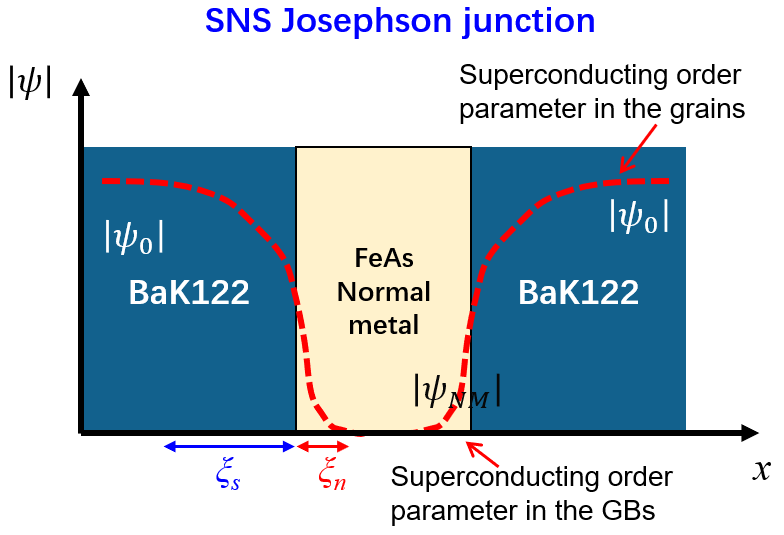 SNS Josephson junction
|ψ|
Superconducting order
parameter in the grains
|ψ₀|
|ψ₀|
BaK122
FeAs
Normal
metal
BaK122
|ψ_NM|
ξₛ
ξₙ
Superconducting order
parameter in the GBs
x